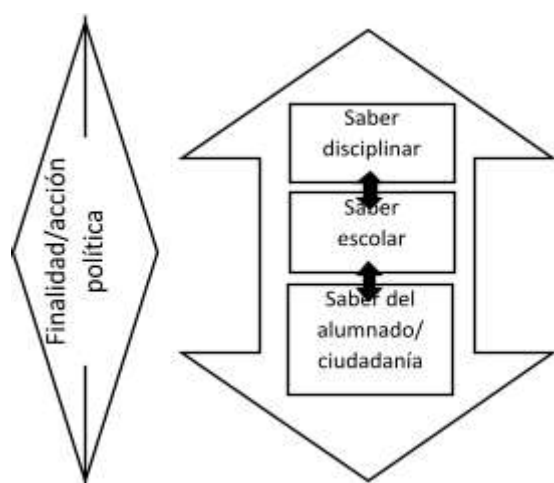 Finalidad/acción
política
Saber
disciplinar
Saber
escolar
Saber del
alumnado/
ciudadanía